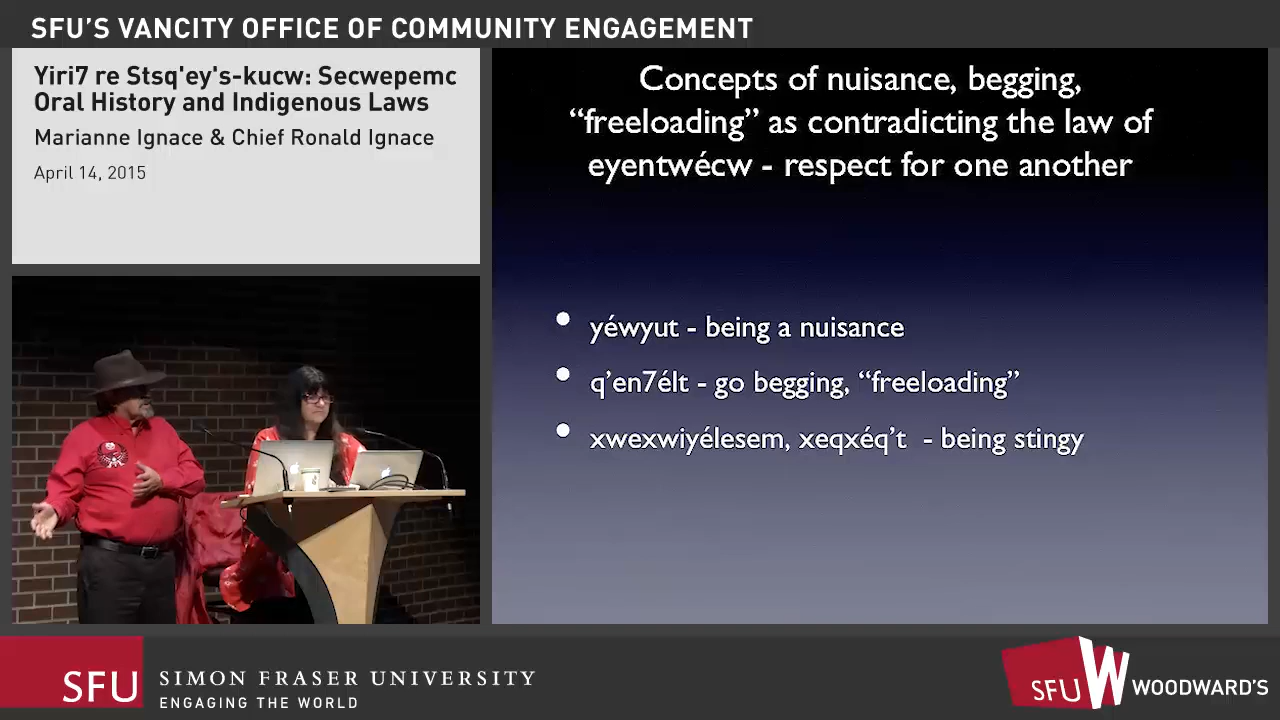 SFU'S VANCITY OFFICE OF COMMUNITY ENGAGEMENT
Yiri7 re Stsq'ey's-kucw: Secwepemc
Oral History and Indigenous Laws
Marianne Ignace & Chief Ronald Ignace
April 14, 2015
Concepts of nuisance, begging,
“freeloading” as contradicting the law of
eyentwécw - respect for one another
• yéwyut - being a nuisance
• q’en7élt - go begging, “freeloading”
• xwexwiyélesem, xeqxéq’t - being stingy
SFU
SIMON FRASER UNIVERSITY
ENGAGING THE WORLD
SFU W WOODWARD'S